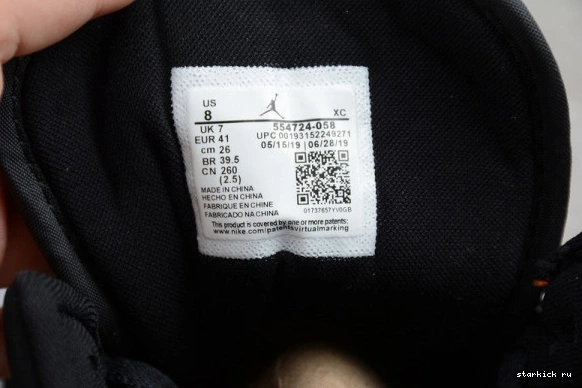 US
8
XC
UK 7
554724-058
EUR 41
UPC 00193152249271
cm 26
05/15/19 | 06/28/19
BR 39.5
CN 260
(2.5)
MADE IN CHINA
HECHO EN CHINA
FABRIQUE EN CHINE
FABRICADO NA CHINA
01737657YV0GB
This product is covered by one or more patents:
www.nike.com/patentsvirtualmarking
starkick ru